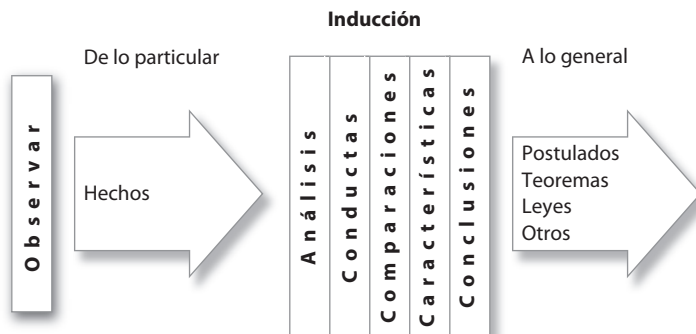 Inducción
De lo particular
A lo general
Observar
Hechos
Análisis
Conductas
Comparaciones
Características
Conclusiones
Postulados
Teoremas
Leyes
Otros